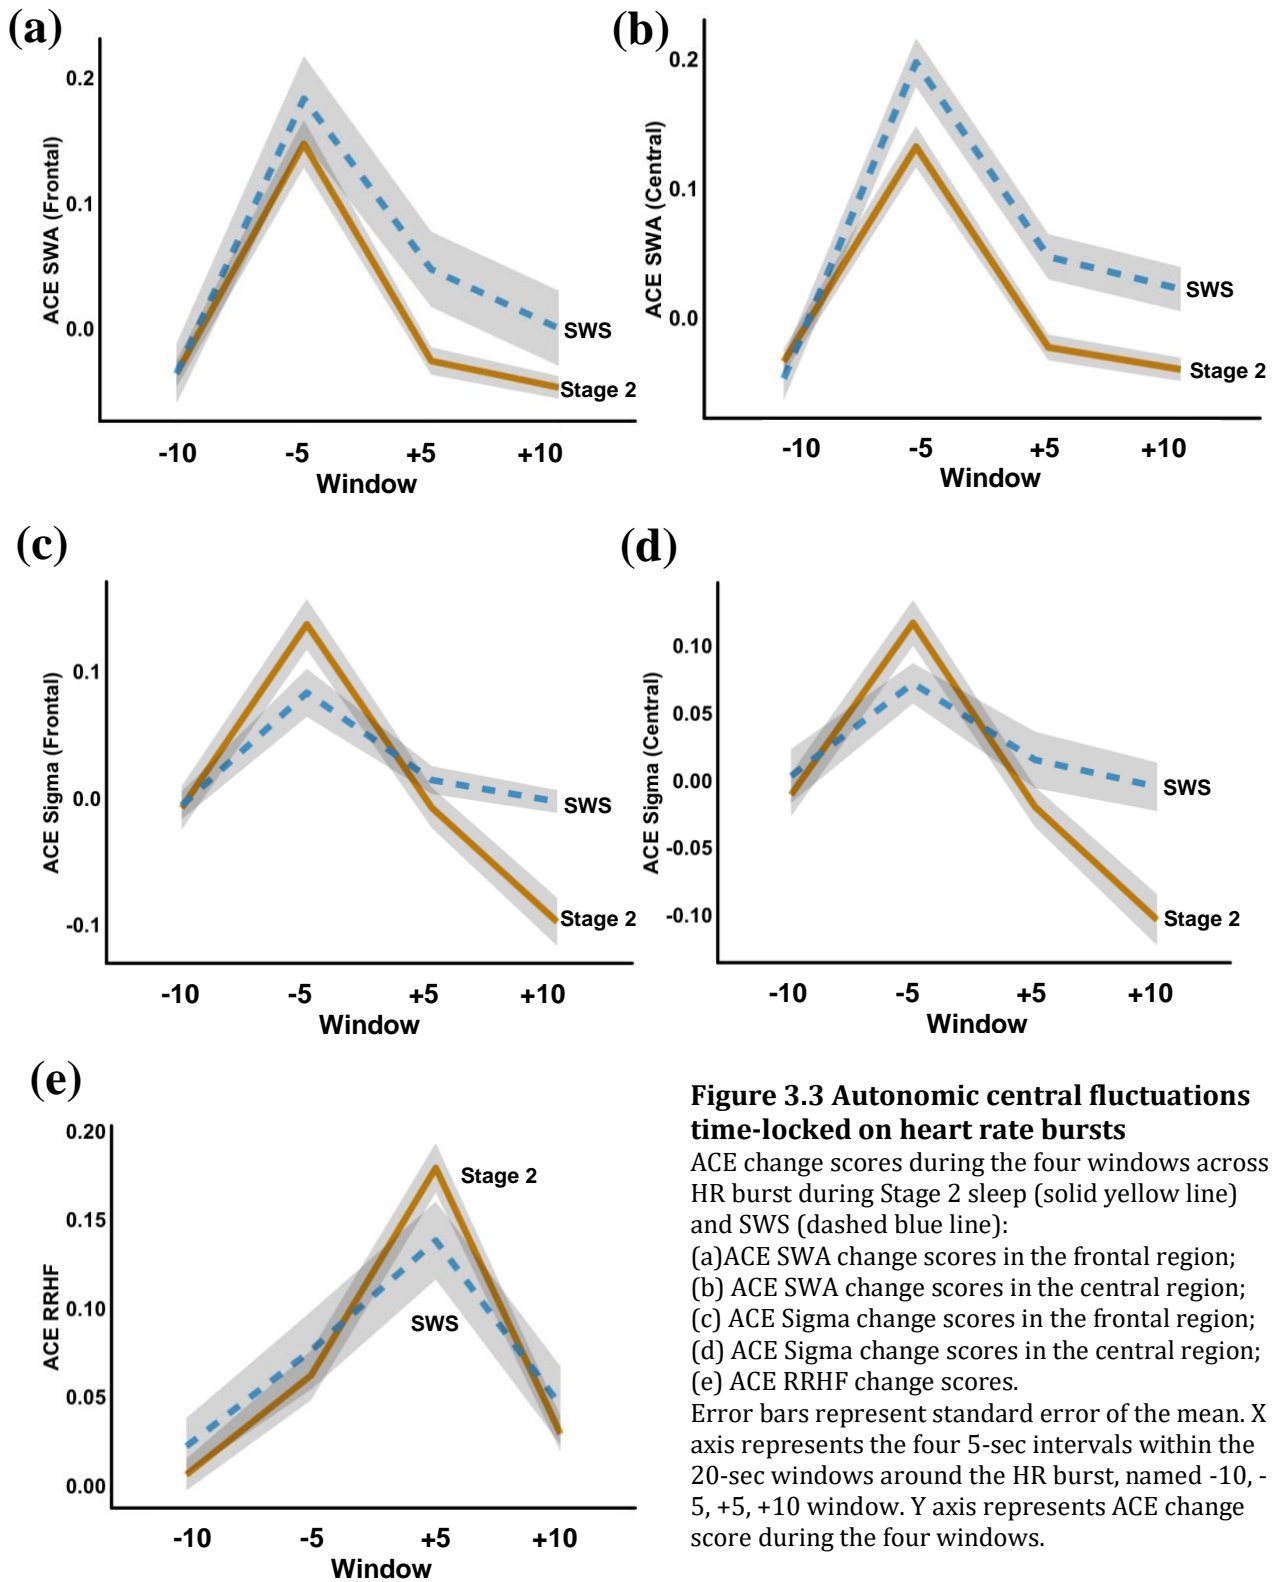 (a)
ACE SWA (Frontal)
0.2
0.1
0.0
SWS
Stage 2
-10 -5 +5 +10
Window
(b)
ACE SWA (Central)
0.2
0.1
0.0
SWS
Stage 2
-10 -5 +5 +10
Window
(c)
ACE Sigma (Frontal)
0.1
0.0
-0.1
SWS
Stage 2
-10 -5 +5 +10
Window
(d)
ACE Sigma (Central)
0.10
0.05
0.00
-0.05
-0.10
SWS
Stage 2
-10 -5 +5 +10
Window
(e)
ACE RRHF
0.20
0.15
0.10
0.05
0.00
Stage 2
SWS
-10 -5 +5 +10
Window
Figure 3.3 Autonomic central fluctuations
time-locked on heart rate bursts
ACE change scores during the four windows across
HR burst during Stage 2 sleep (solid yellow line)
and SWS (dashed blue line):
(a)ACE SWA change scores in the frontal region;
(b) ACE SWA change scores in the central region;
(c) ACE Sigma change scores in the frontal region;
(d) ACE Sigma change scores in the central region;
(e) ACE RRHF change scores.
Error bars represent standard error of the mean. X
axis represents the four 5-sec intervals within the
20-sec windows around the HR burst, named -10, -
5, +5, +10 window. Y axis represents ACE change
score during the four windows.